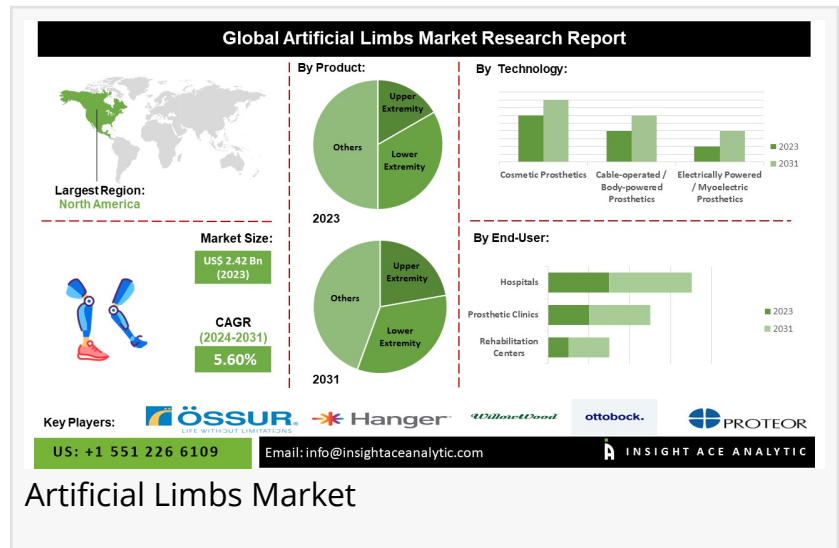 Global Artificial Limbs Market Research Report
Largest Region:
North America
Market Size:
US$ 2.42 Bn
(2023)
CAGR
(2024-2031)
5.60%
By Product:
Upper
Extremity
Lower
Extremity
Others
2023
Upper
Extremity
Lower
Extremity
Others
2031
By Technology:
Cosmetic Prosthetics
Cable-operated /
Body-powered
Prosthetics
Electrically Powered
/ Myoelectric
Prosthetics
2023
2031
By End-User:
Hospitals
Prosthetic Clinics
Rehabilitation
Centers
2023
2031
Key Players:
ÖSSUR.
LIFE WITHOUT LIMITATIONS
Hanger
WillowWood
ottobock.
PROTEOR
US: +1 551 226 6109
Email: info@insightaceanalytic.com
INSIGHT ACE ANALYTIC
Artificial Limbs Market